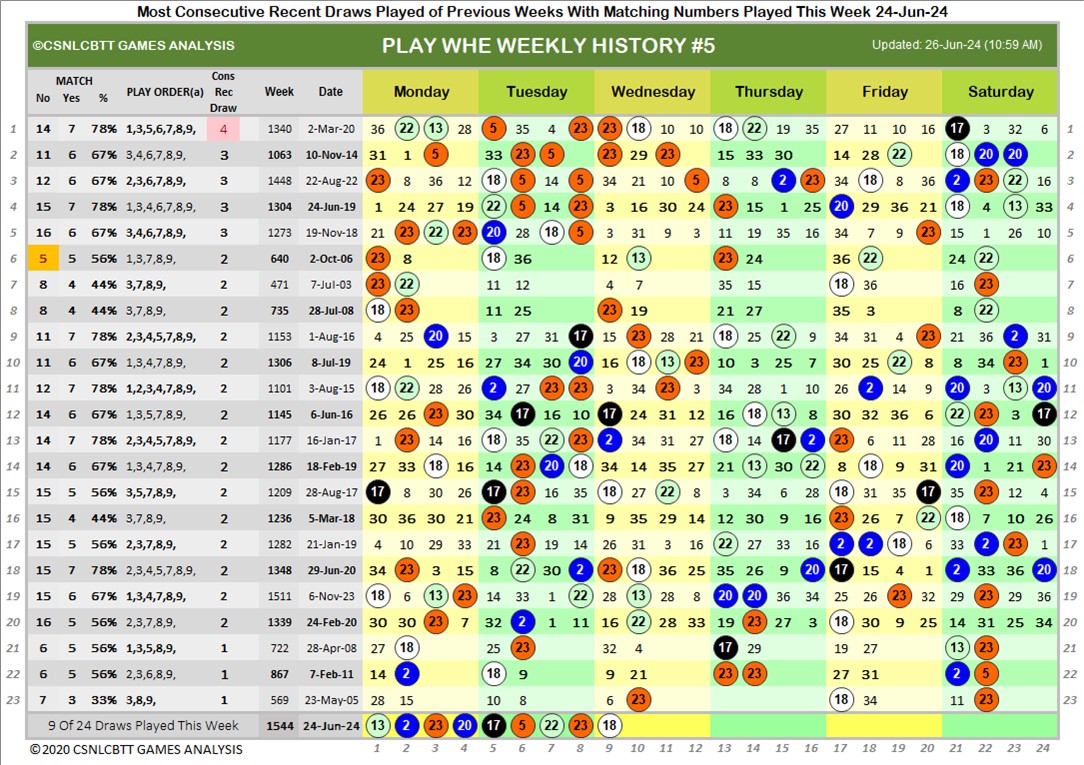 Most Consecutive Recent Draws Played of Previous Weeks With Matching Numbers Played This Week 24-Jun-24
©CSNLCBTT GAMES ANALYSIS PLAY WHE WEEKLY HISTORY #5 Updated: 26-Jun-24 (10:59 AM)
MATCH Cons
No Yes % PLAY ORDER(a) Rec Week Date Monday Tuesday Wednesday Thursday Friday Saturday
Draw
1 14 7 78% 1,3,5,6,7,8,9, 4 1340 2-Mar-20 36 22 13 28 5 35 4 23 23 18 10 10 18 22 19 35 27 11 10 16 17 3 32 6 1
2 11 6 67% 3,4,6,7,8,9, 3 1063 10-Nov-14 31 1 5 33 23 5 23 29 23 15 33 30 14 28 22 18 20 20 2
3 12 6 67% 2,3,6,7,8,9, 3 1448 22-Aug-22 23 8 36 12 18 5 14 5 34 21 10 5 8 8 2 23 34 18 8 36 2 23 22 16 3
4 15 7 78% 1,3,4,6,7,8,9, 3 1304 24-Jun-19 1 24 27 19 22 5 14 23 3 16 30 24 23 15 1 25 20 29 36 21 18 4 13 33 4
5 16 6 67% 3,4,6,7,8,9, 3 1273 19-Nov-18 21 23 22 23 20 28 7 18 5 3 31 9 3 11 19 35 16 34 7 9 23 15 1 26 10 5
6 5 5 56% 1,3,7,8,9, 2 640 2-Oct-06 23 8 18 36 12 13 23 24 36 22 24 22 6
7 8 4 44% 3,7,8,9, 2 471 7-Jul-03 23 22 11 12 4 7 35 15 18 36 16 23 7
8 8 4 44% 3,7,8,9, 2 735 28-Jul-08 18 23 11 25 23 19 21 27 35 3 8 22 8
9 11 7 78% 2,3,4,5,7,8,9, 2 1153 1-Aug-16 4 25 20 15 3 27 31 17 15 23 28 21 18 25 22 9 34 31 4 23 21 36 2 31 9
10 11 6 67% 1,3,4,7,8,9, 2 1306 8-Jul-19 24 1 25 16 27 34 30 20 16 18 13 23 10 3 25 7 30 25 22 8 8 34 23 1 10
11 12 7 78% 1,2,3,4,7,8,9, 2 1101 3-Aug-15 18 22 28 26 2 27 23 23 3 34 23 3 34 28 1 10 26 2 14 9 20 3 13 20 11
12 14 6 67% 1,3,5,7,8,9, 2 1145 6-Jun-16 26 26 23 30 34 17 16 10 17 24 31 12 16 18 13 8 30 32 36 6 22 23 3 17 12
13 14 7 78% 2,3,4,5,7,8,9, 2 1177 16-Jan-17 1 23 14 16 18 35 22 23 2 34 31 27 18 14 17 2 23 6 11 28 16 20 11 30 13
14 14 6 67% 1,3,4,7,8,9, 2 1286 18-Feb-19 27 33 18 16 14 23 20 18 34 14 35 27 21 13 30 22 8 18 9 31 20 1 21 23 14
15 15 5 56% 3,5,7,8,9, 2 1209 28-Aug-17 17 8 30 26 17 23 16 35 18 27 22 8 3 34 6 28 18 31 35 17 35 23 12 4 15
16 15 4 44% 3,7,8,9, 2 1236 5-Mar-18 30 36 30 21 23 24 8 31 9 35 29 14 12 30 9 16 23 26 7 22 18 7 10 26 16
17 15 5 56% 2,3,7,8,9, 2 1282 21-Jan-19 4 10 29 33 21 23 19 14 26 31 3 16 22 27 33 16 2 2 18 6 33 2 23 1 17
18 15 7 78% 2,3,4,5,7,8,9, 2 1348 29-Jun-20 34 23 3 15 8 22 30 2 23 18 36 25 35 26 9 20 17 15 4 1 2 33 36 20 18
19 15 6 67% 1,3,4,7,8,9, 2 1511 6-Nov-23 18 6 13 23 14 33 1 22 28 13 28 8 20 20 36 34 25 26 23 32 29 23 29 36 19
20 16 5 56% 2,3,7,8,9, 2 1339 24-Feb-20 30 30 23 7 32 2 1 11 16 22 28 33 19 23 27 3 18 30 9 25 14 31 25 34 20
21 6 5 56% 1,3,5,8,9, 1 722 28-Apr-08 27 18 25 23 32 4 17 29 19 27 13 23 21
22 6 5 56% 2,3,6,8,9, 1 867 7-Feb-11 14 2 18 9 9 21 23 23 27 31 2 5 22
23 7 3 33% 3,8,9, 1 569 23-May-05 28 15 10 8 6 23 18 34 11 23 23
9 Of 24 Draws Played This Week 1544 24-Jun-24 13 2 23 20 17 5 22 23 18
© 2020 CSNLCBTT GAMES ANALYSIS 1 2 3 4 5 6 7 8 9 10 11 12 13 14 15 16 17 18 19 20 21 22 23 24